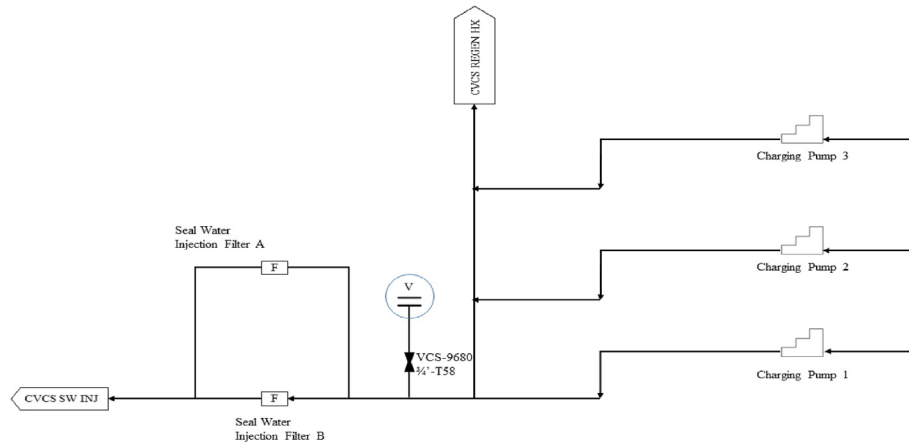 CVCS REGEN HX
Charging Pump 3
Seal Water
Injection Filter A
F
Charging Pump 2
V
VCS-9680
¾'-T58
Charging Pump 1
CVCS SW INJ
F
Seal Water
Injection Filter B